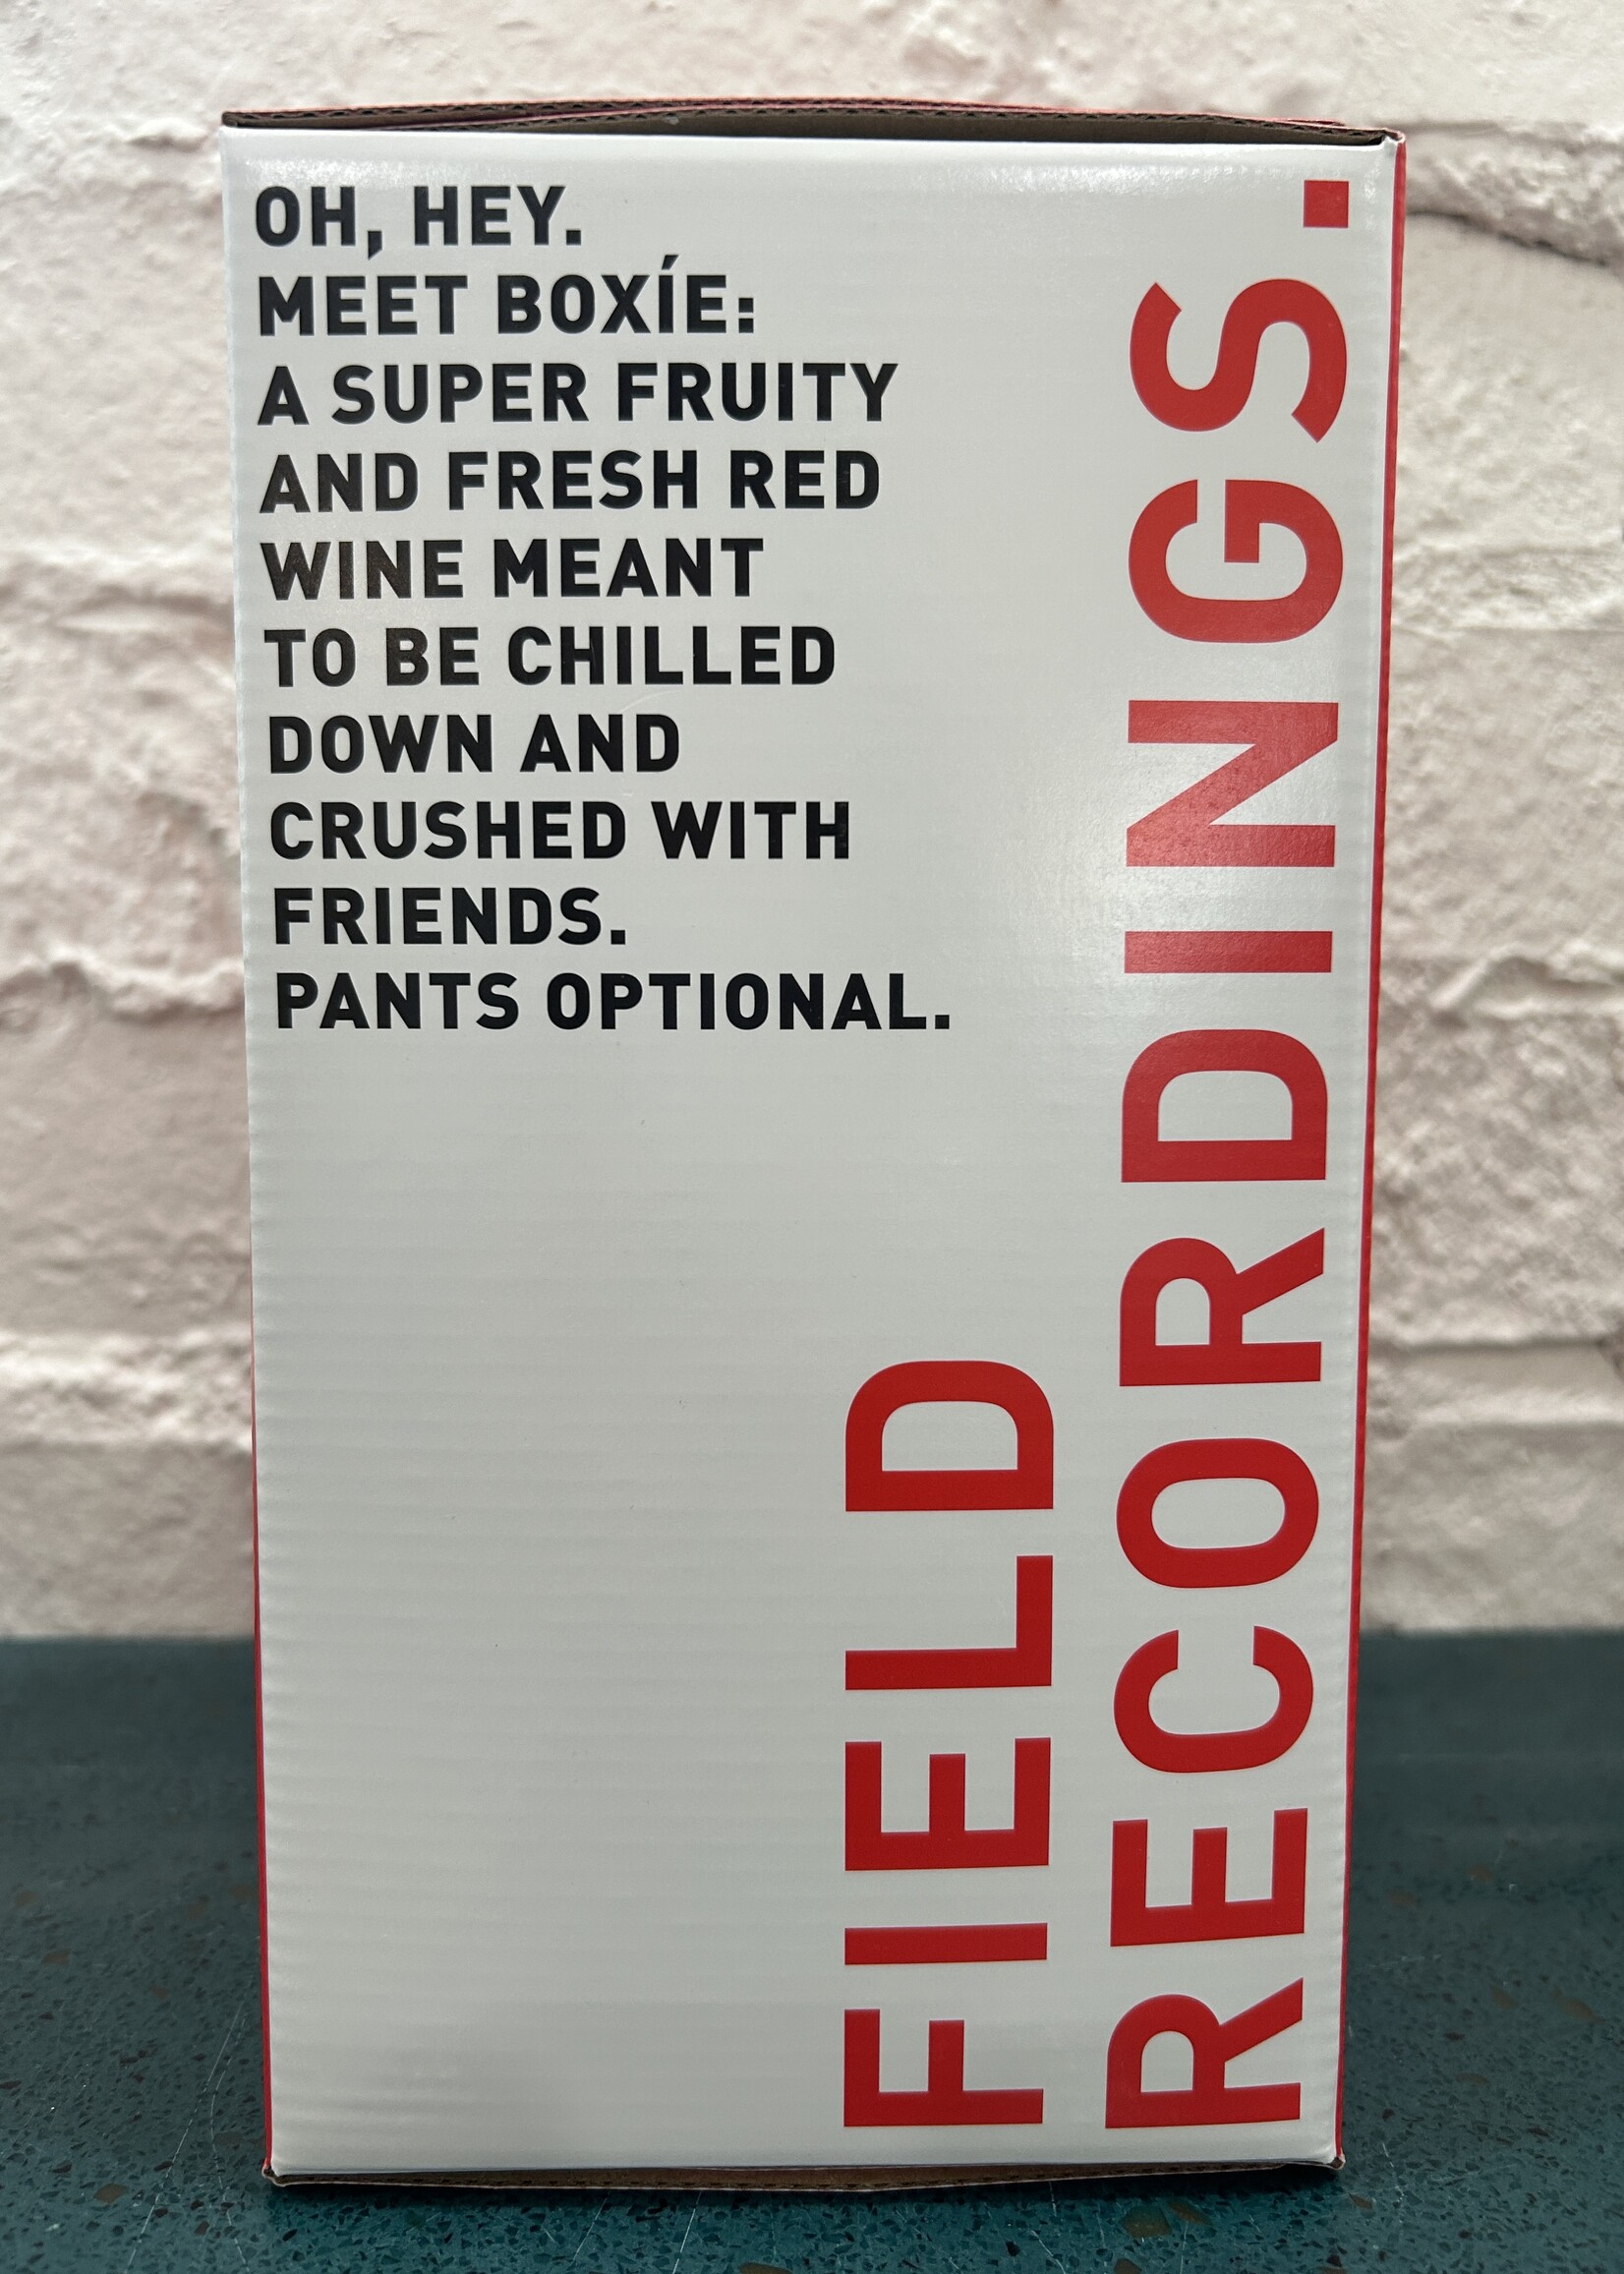 OH, HEY.
MEET BOXÍE:
A SUPER FRUITY
AND FRESH RED
WINE MEANT
TO BE CHILLED
DOWN AND
CRUSHED WITH
FRIENDS.
PANTS OPTIONAL.
FIELD
RECORDINGS.